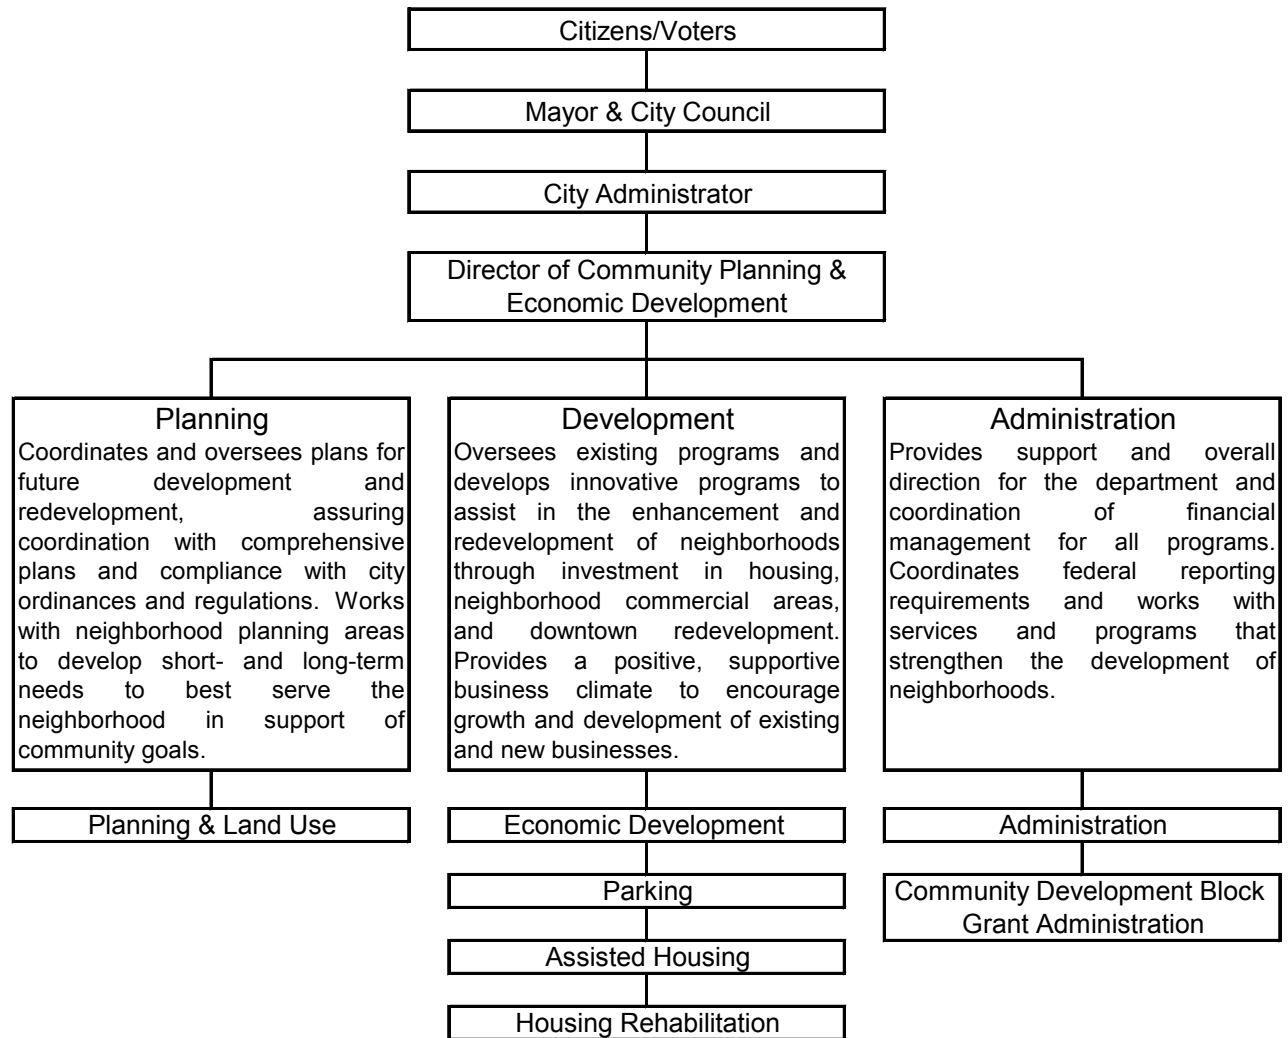 Citizens/Voters
Mayor & City Council
City Administrator
Director of Community Planning &
Economic Development
Planning
Coordinates and oversees plans for
future development and
redevelopment, assuring
coordination with comprehensive
plans and compliance with city
ordinances and regulations. Works
with neighborhood planning areas
to develop short- and long-term
needs to best serve the
neighborhood in support of
community goals.
Planning & Land Use
Development
Oversees existing programs and
develops innovative programs to
assist in the enhancement and
redevelopment of neighborhoods
through investment in housing,
neighborhood commercial areas,
and downtown redevelopment.
Provides a positive, supportive
business climate to encourage
growth and development of existing
and new businesses.
Economic Development
Parking
Assisted Housing
Housing Rehabilitation
Administration
Provides support and overall
direction for the department and
coordination of financial
management for all programs.
Coordinates federal reporting
requirements and works with
services and programs that
strengthen the development of
neighborhoods.
Administration
Community Development Block
Grant Administration